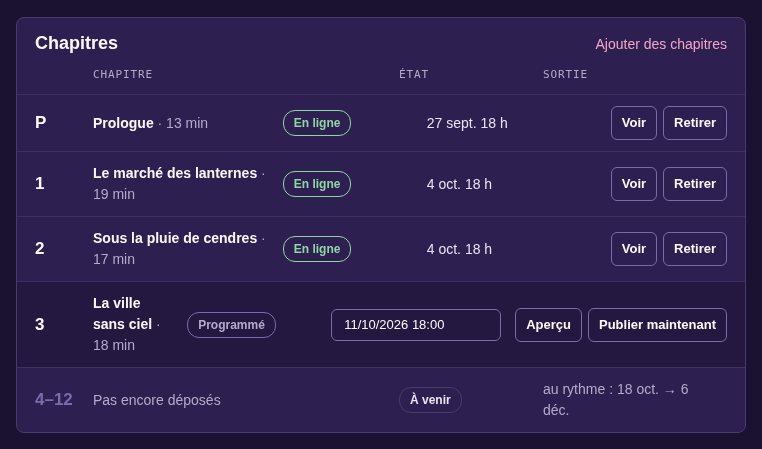 Chapitres
Ajouter des chapitres
CHAPITRE ÉTAT SORTIE
P Prologue · 13 min En ligne 27 sept. 18 h Voir Retirer
1 Le marché des lanternes · 19 min En ligne 4 oct. 18 h Voir Retirer
2 Sous la pluie de cendres · 17 min En ligne 4 oct. 18 h Voir Retirer
3 La ville sans ciel · 18 min Programmé 11/10/2026 18:00 Aperçu Publier maintenant
4–12 Pas encore déposés À venir au rythme : 18 oct. → 6 déc.